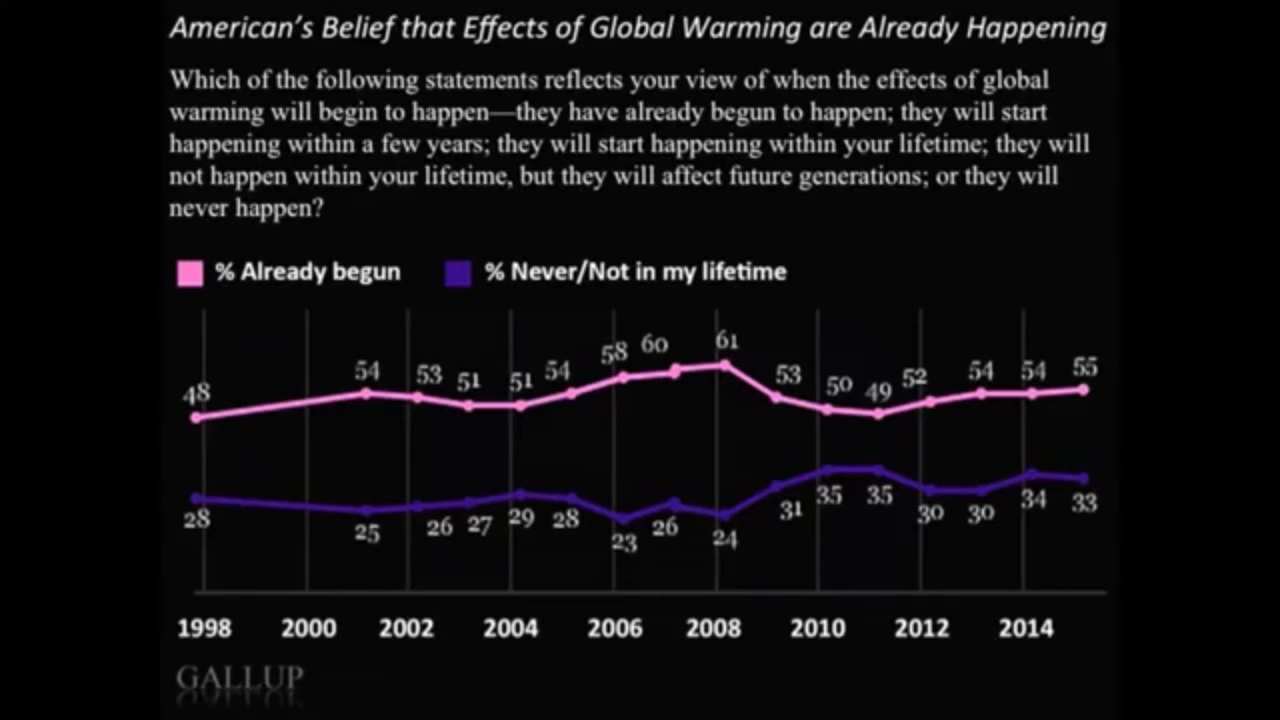 American's Belief that Effects of Global Warming are Already Happening
Which of the following statements reflects your view of when the effects of global
warming will begin to happen—they have already begun to happen; they will start
happening within a few years; they will start happening within your lifetime; they will
not happen within your lifetime, but they will affect future generations; or they will
never happen?
% Already begun % Never/Not in my lifetime
48 54 53 51 51 54 58 60 61 53 50 49 52 54 54 55
28 25 26 27 29 28 23 26 24 31 35 35 30 30 34 33
1998 2000 2002 2004 2006 2008 2010 2012 2014
GALLUP